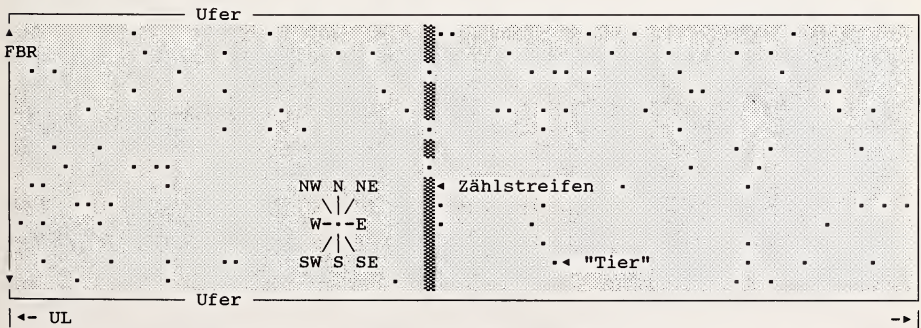 Ufer
FBR
Zählstreifen
NW N NE
W E
SW S SE
"Tier"
Ufer
UL